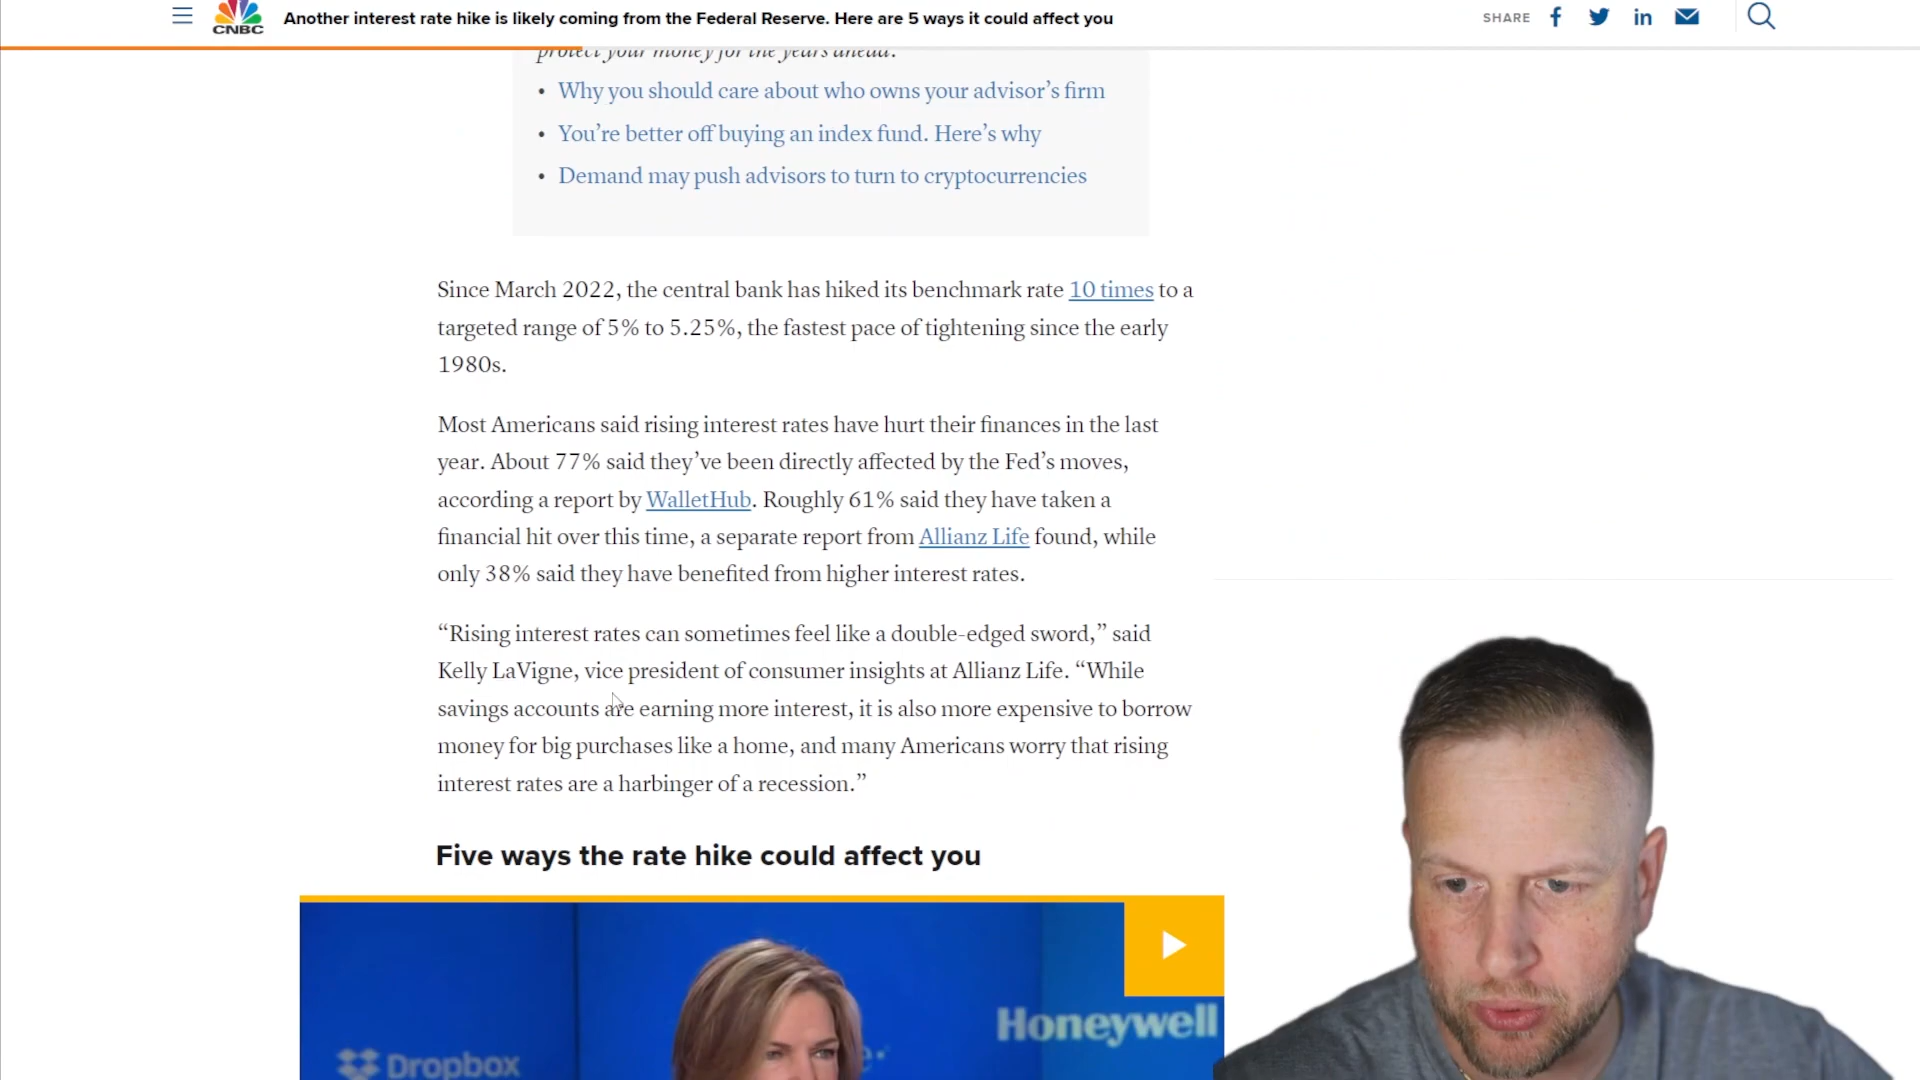 CNBC
Another interest rate hike is likely coming from the Federal Reserve. Here are 5 ways it could affect you
SHARE
protect your money for the years ahead.
• Why you should care about who owns your advisor’s firm
• You’re better off buying an index fund. Here’s why
• Demand may push advisors to turn to cryptocurrencies
Since March 2022, the central bank has hiked its benchmark rate 10 times to a
targeted range of 5% to 5.25%, the fastest pace of tightening since the early
1980s.
Most Americans said rising interest rates have hurt their finances in the last
year. About 77% said they’ve been directly affected by the Fed’s moves,
according a report by WalletHub. Roughly 61% said they have taken a
financial hit over this time, a separate report from Allianz Life found, while
only 38% said they have benefited from higher interest rates.
“Rising interest rates can sometimes feel like a double-edged sword,” said
Kelly LaVigne, vice president of consumer insights at Allianz Life. “While
savings accounts are earning more interest, it is also more expensive to borrow
money for big purchases like a home, and many Americans worry that rising
interest rates are a harbinger of a recession.”
Five ways the rate hike could affect you
Honeywell
Dropbox